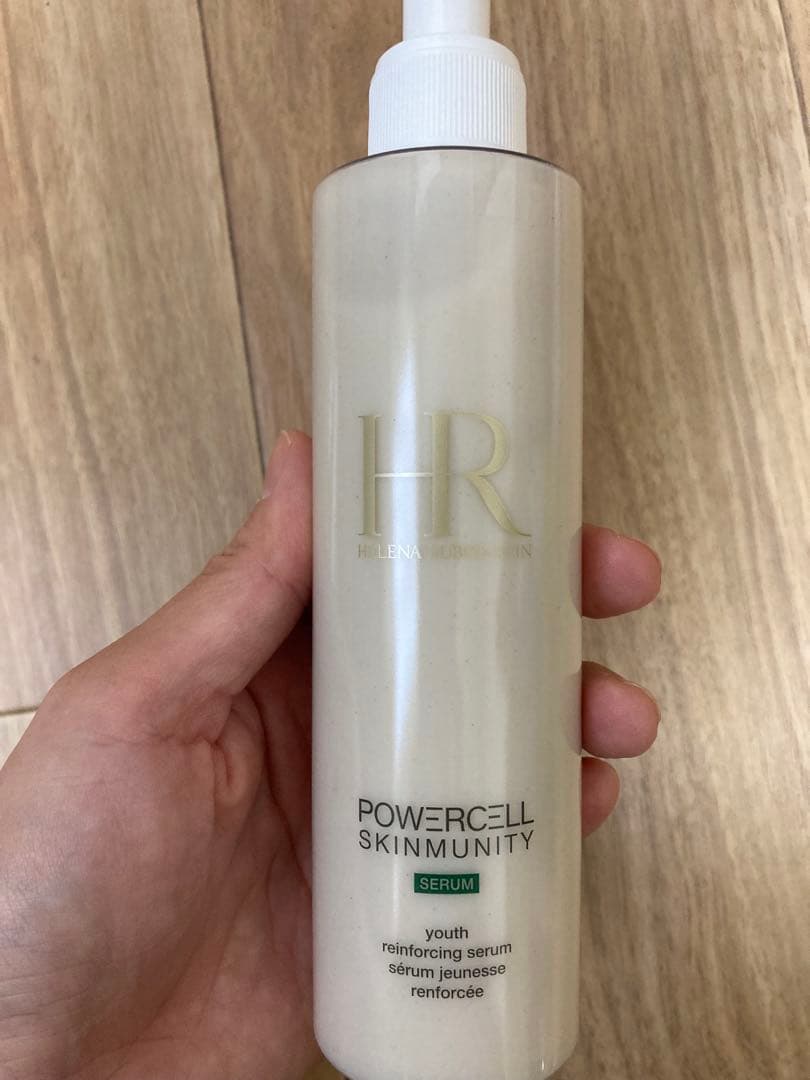 HR
HELENA RUBINSTEIN
POWERCELL
SKINMUNITY
SERUM
youth
reinforcing serum
sérum jeunesse
renforcée